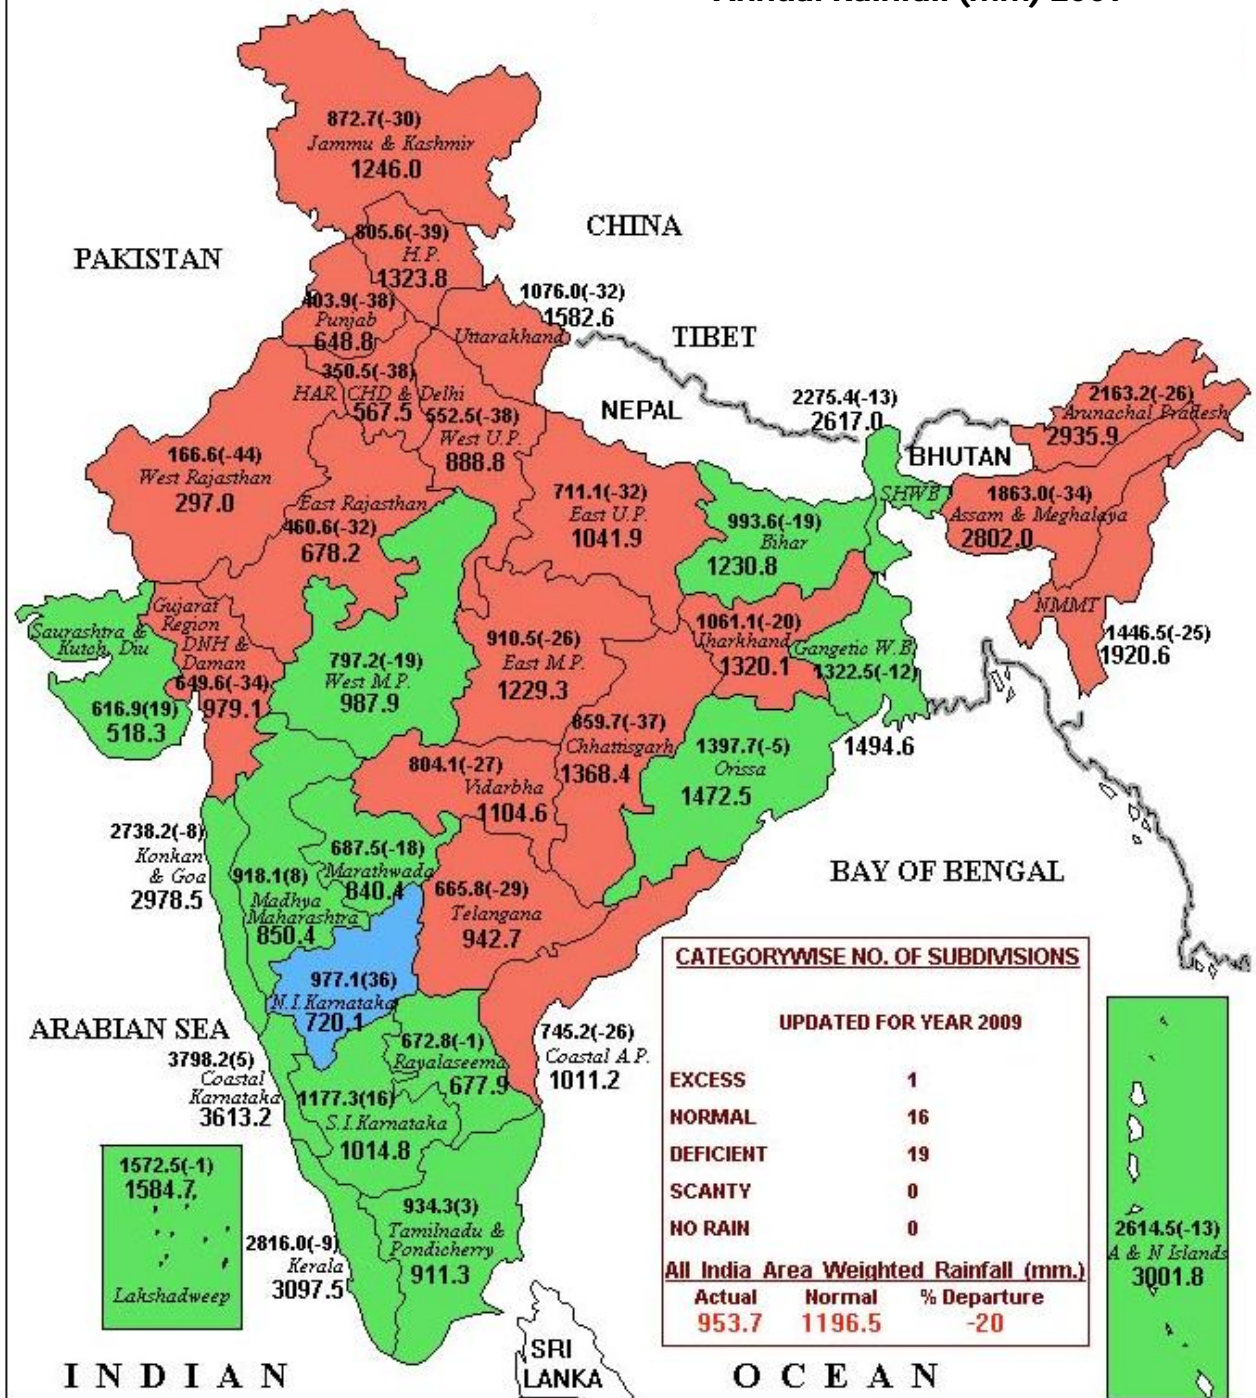 872.7(-30)
Jammu & Kashmir
1246.0
CHINA
PAKISTAN
805.6(-39)
H.P.
1323.8
403.9(-38)
Punjab
648.8
1076.0(-32)
1582.6
Uttarakhand
TIBET
350.5(-38)
HAR CHD & Delhi
567.5
NEPAL
552.5(-38)
West U.P.
888.8
2275.4(-13)
2617.0
SHWB
BHUTAN
2163.2(-26)
Arunachal Pradesh
2935.9
166.6(-44)
West Rajasthan
297.0
East Rajasthan
460.6(-32)
678.2
711.1(-32)
East U.P.
1041.9
993.6(-19)
Bihar
1230.8
1863.0(-34)
Assam & Meghalaya
2802.0
NMMT
1446.5(-25)
1920.6
Saurashtra &
Kutch, Diu
616.9(19)
518.3
Gujarat
Region
DNH &
Daman
649.6(-34)
979.1
797.2(-19)
West M.P.
987.9
910.5(-26)
East M.P.
1229.3
1061.1(-20)
Jharkhand
1320.1
Gangetic W.B
1322.5(-12)
1494.6
859.7(-37)
Chhattisgarh
1368.4
1397.7(-5)
Orissa
1472.5
804.1(-27)
Vidarbha
1104.6
2738.2(-8)
Konkan
& Goa
2978.5
687.5(-18)
Marathwada
840.4
918.1(8)
Madhya
Maharashtra
850.4
665.8(-29)
Telangana
942.7
BAY OF BENGAL
977.1(36)
N.I.Karnataka
720.1
ARABIAN SEA
3798.2(5)
Coastal
Karnataka
3613.2
672.8(-1)
Rayalaseema
677.9
745.2(-26)
Coastal A.P.
1011.2
1177.3(16)
S.I.Karnataka
1014.8
1572.5(-1)
1584.7
Lakshadweep
2816.0(-9)
Kerala
3097.5
934.3(3)
Tamilnadu &
Pondicherry
911.3
CATEGORYWISE NO. OF SUBDIVISIONS
UPDATED FOR YEAR 2009
EXCESS 1
NORMAL 16
DEFICIENT 19
SCANTY 0
NO RAIN 0
All India Area Weighted Rainfall (mm.)
Actual Normal % Departure
953.7 1196.5 -20
2614.5(-13)
A & N Islands
3001.8
SRI
LANKA
INDIAN OCEAN